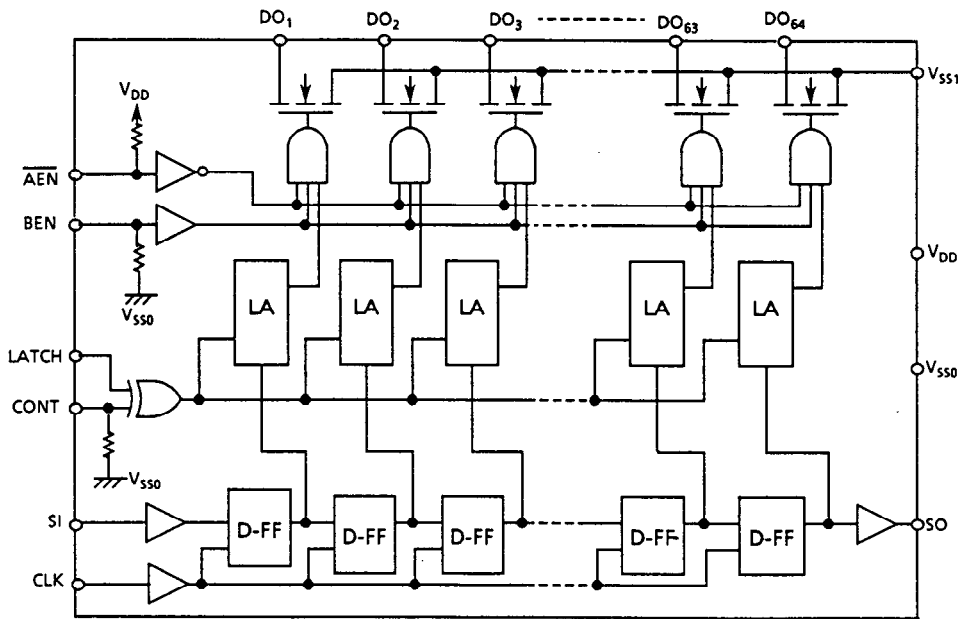 DO1 DO2 DO3 DO63 DO64
VSS1
VDD
A̅E̅N̅
BEN
VDD
VSS0
LA LA LA LA LA
LATCH
VSS0
CONT
VSS0
SI D-FF D-FF D-FF D-FF D-FF SO
CLK